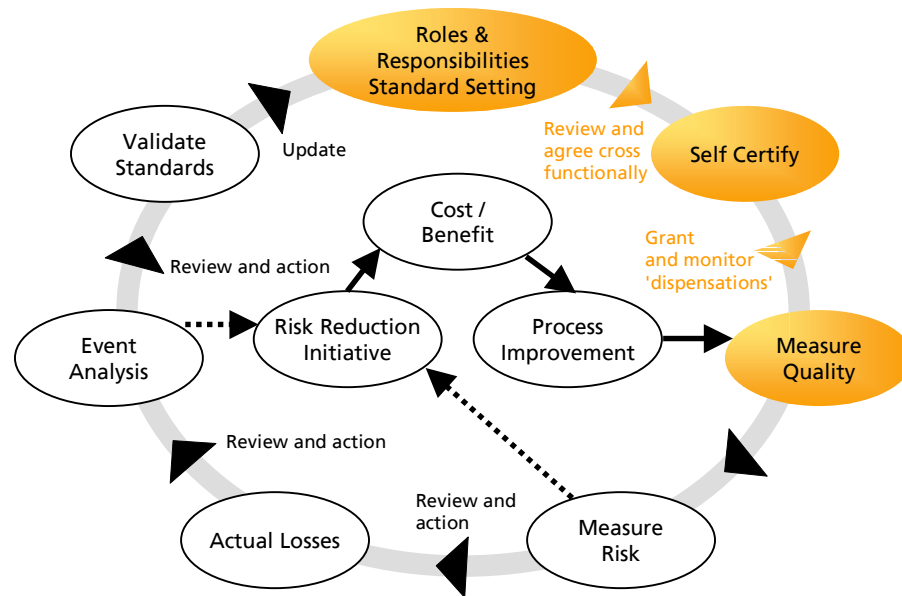 Roles &
Responsibilities
Standard Setting
Validate
Standards
Update
Review and
agree cross
functionally
Self Certify
Cost /
Benefit
Grant
and monitor
'dispensations'
Review and action
Event
Analysis
Risk Reduction
Initiative
Process
Improvement
Measure
Quality
Review and action
Review and
action
Actual Losses
Measure
Risk